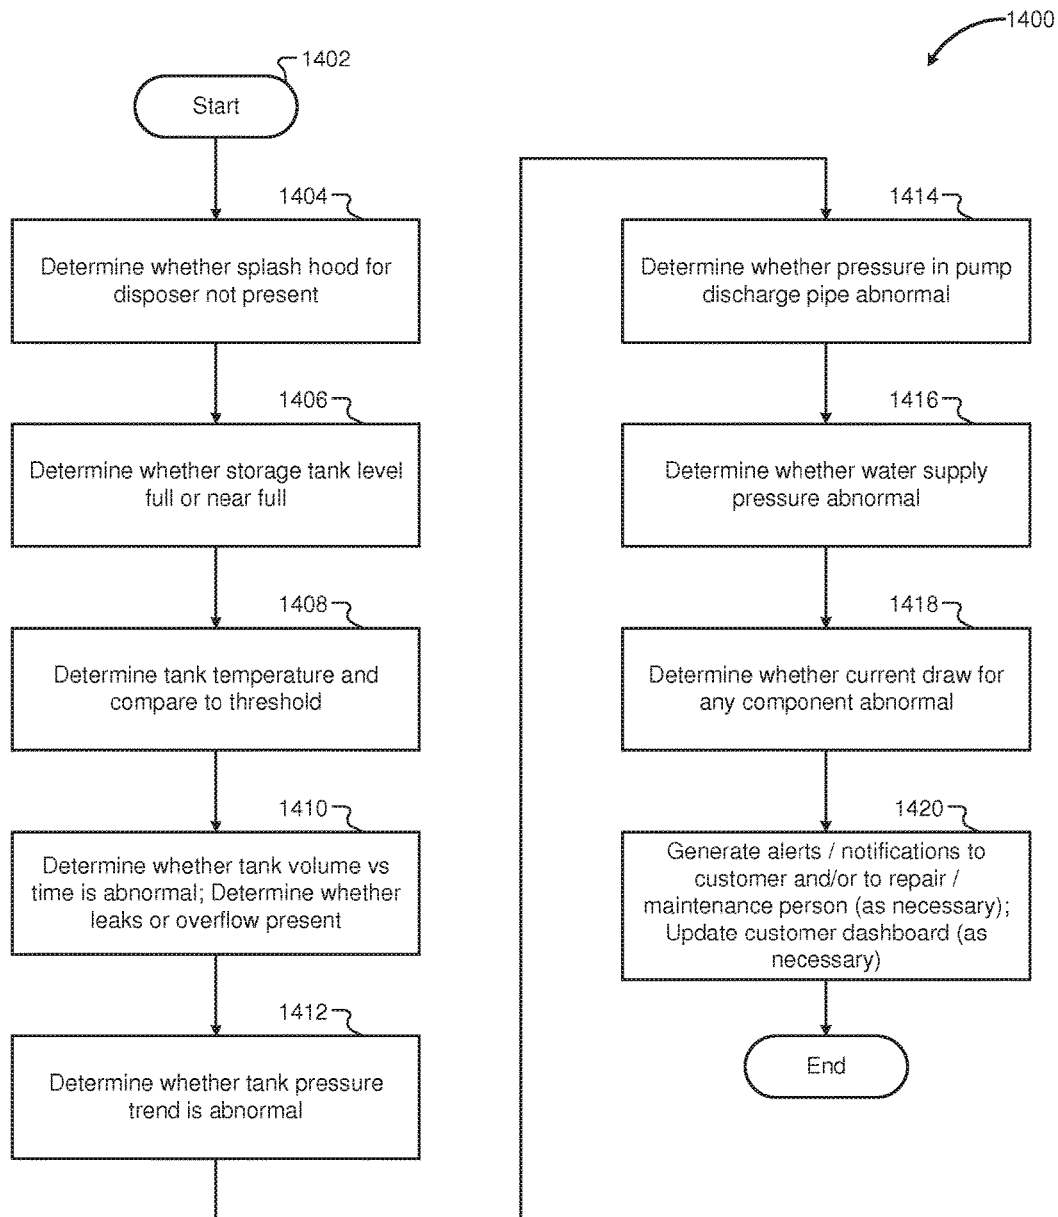 1400
1402
Start
1404
Determine whether splash hood for
disposer not present
1406
Determine whether storage tank level
full or near full
1408
Determine tank temperature and
compare to threshold
1410
Determine whether tank volume vs
time is abnormal; Determine whether
leaks or overflow present
1412
Determine whether tank pressure
trend is abnormal
1414
Determine whether pressure in pump
discharge pipe abnormal
1416
Determine whether water supply
pressure abnormal
1418
Determine whether current draw for
any component abnormal
1420
Generate alerts / notifications to
customer and/or to repair /
maintenance person (as necessary);
Update customer dashboard (as
necessary)
End